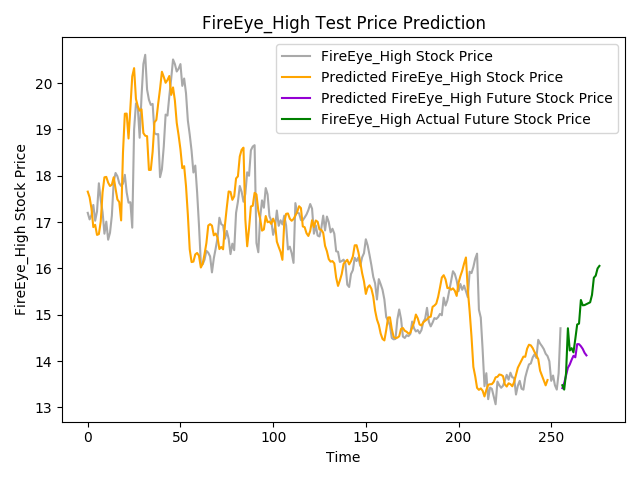 FireEye_High Test Price Prediction
FireEye_High Stock Price
Predicted FireEye_High Stock Price
Predicted FireEye_High Future Stock Price
FireEye_High Actual Future Stock Price
FireEye_High Stock Price
20
19
18
17
16
15
14
13
0
50
100
150
200
250
Time